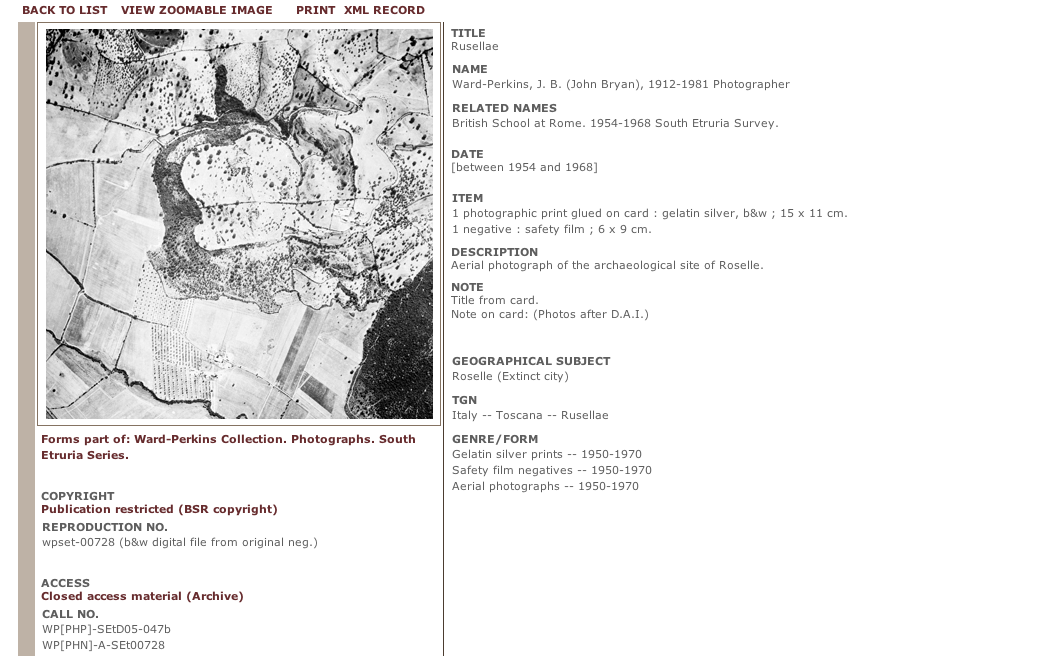 BACK TO LIST VIEW ZOOMABLE IMAGE PRINT XML RECORD
Forms part of: Ward-Perkins Collection. Photographs. South
Etruria Series.
COPYRIGHT
Publication restricted (BSR copyright)
REPRODUCTION NO.
wpset-00728 (b&w digital file from original neg.)
ACCESS
Closed access material (Archive)
CALL NO.
WP[PHP]-SEtD05-047b
WP[PHN]-A-SEt00728
TITLE
Rusellae
NAME
Ward-Perkins, J. B. (John Bryan), 1912-1981 Photographer
RELATED NAMES
British School at Rome. 1954-1968 South Etruria Survey.
DATE
[between 1954 and 1968]
ITEM
1 photographic print glued on card : gelatin silver, b&w ; 15 x 11 cm.
1 negative : safety film ; 6 x 9 cm.
DESCRIPTION
Aerial photograph of the archaeological site of Roselle.
NOTE
Title from card.
Note on card: (Photos after D.A.I.)
GEOGRAPHICAL SUBJECT
Roselle (Extinct city)
TGN
Italy -- Toscana -- Rusellae
GENRE/FORM
Gelatin silver prints -- 1950-1970
Safety film negatives -- 1950-1970
Aerial photographs -- 1950-1970